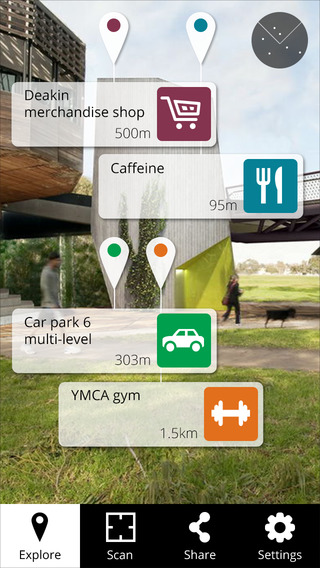 Deakin
merchandise shop
500m
Caffeine
95m
Car park 6
multi-level
303m
YMCA gym
1.5km
Explore
Scan
Share
Settings